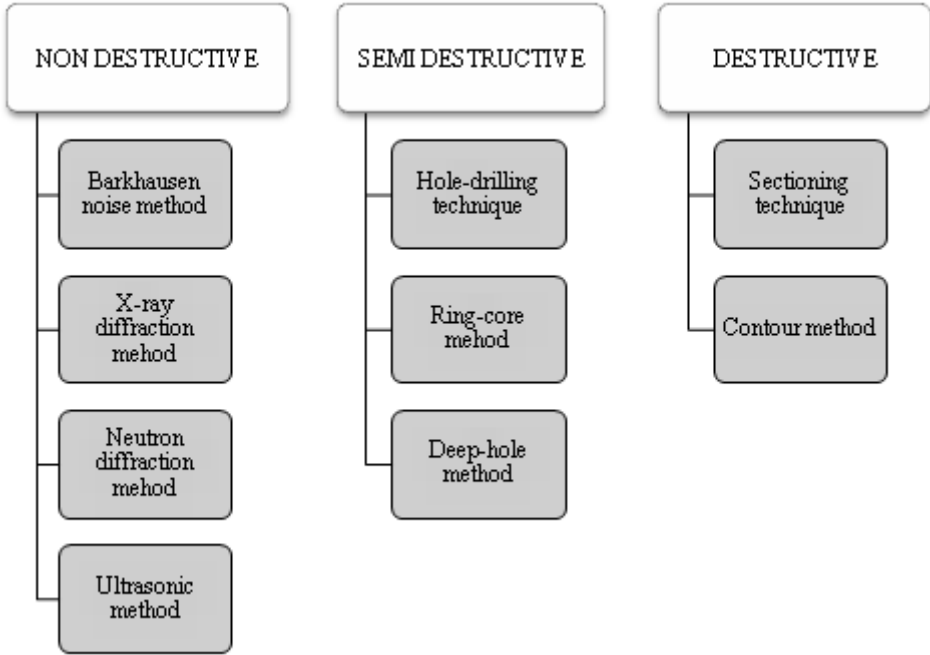 NON DESTRUCTIVE
Barkhausen
noise method
X-ray
diffraction
mehod
Neutron
diffraction
mehod
Ultrasonic
method
SEMI DESTRUCTIVE
Hole-drilling
technique
Ring-core
mehod
Deep-hole
method
DESTRUCTIVE
Sectioning
technique
Contour method